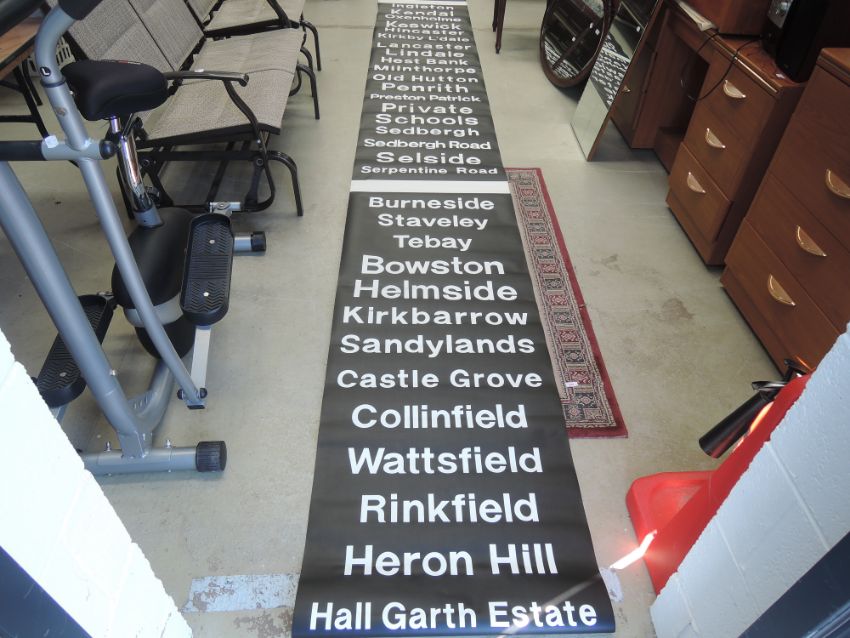 Ingleton
Kendal
Oxenholme
Keswick
Hincaster
Kirkby L'dale
Lancaster
Lindale
Hest Bank
Milnthorpe
Old Hutton
Penrith
Preston Patrick
Private
Schools
Sedbergh
Sedbergh Road
Selside
Serpentine Road
Burneside
Staveley
Tebay
Bowston
Helmside
Kirkbarrow
Sandylands
Castle Grove
Collinfield
Wattsfield
Rinkfield
Heron Hill
Hall Garth Estate